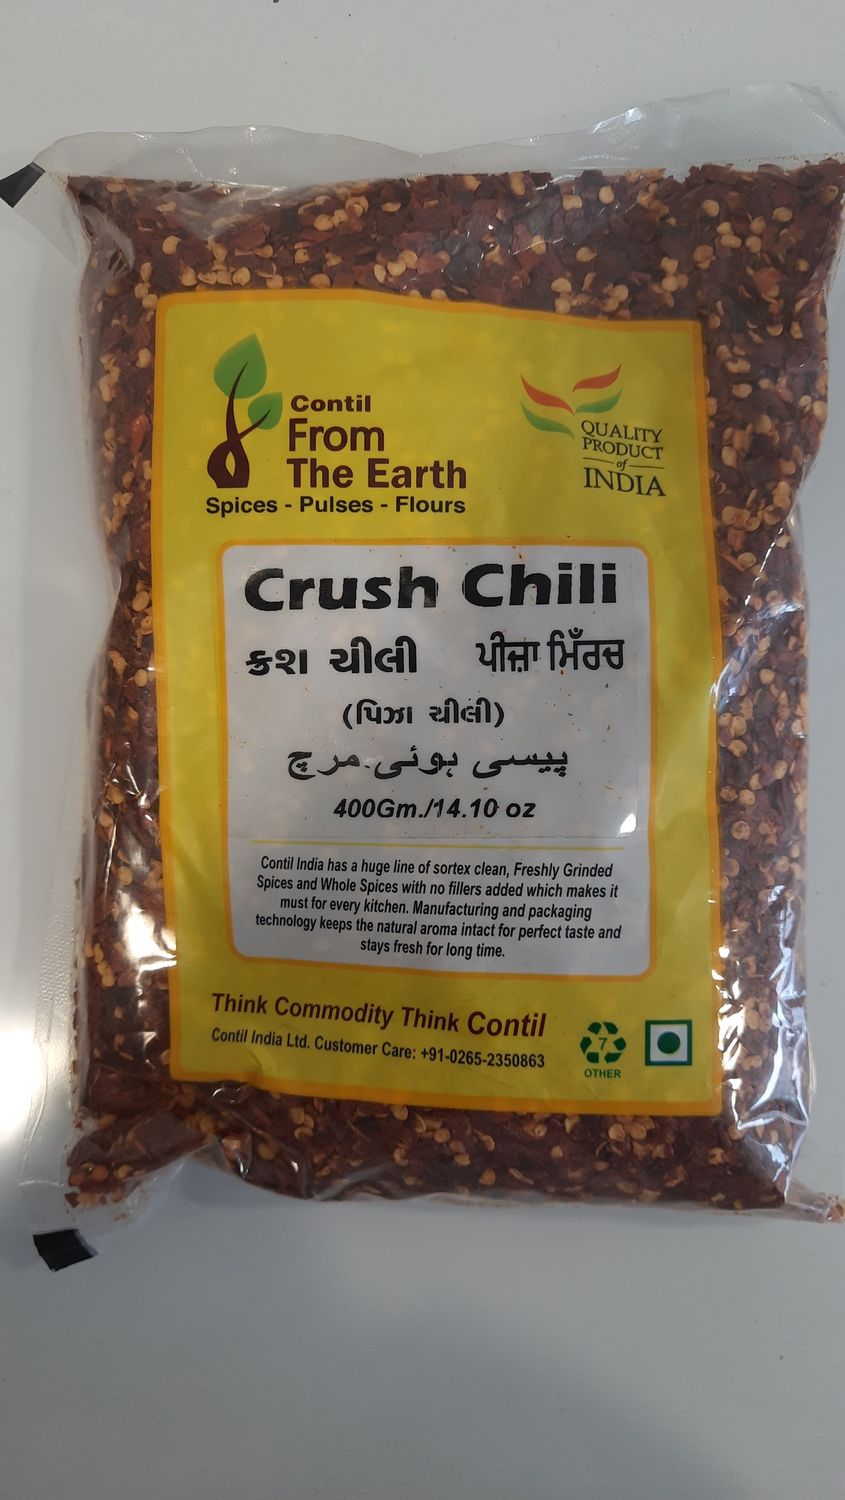 Contil
From
The Earth
Spices - Pulses - Flours
QUALITY
PRODUCT
of
INDIA
Crush Chili
ક્રશ ચીલી ਪੀਜ਼ਾ ਮਿੱਰਚ
(પિઝા ચીલી)
پیسی ہوئی مرچ
400Gm./14.10 oz
Contil India has a huge line of sortex clean, Freshly Grinded
Spices and Whole Spices with no fillers added which makes it
must for every kitchen. Manufacturing and packaging
technology keeps the natural aroma intact for perfect taste and
stays fresh for long time.
Think Commodity Think Contil
Contil India Ltd. Customer Care: +91-0265-2350863
7
OTHER